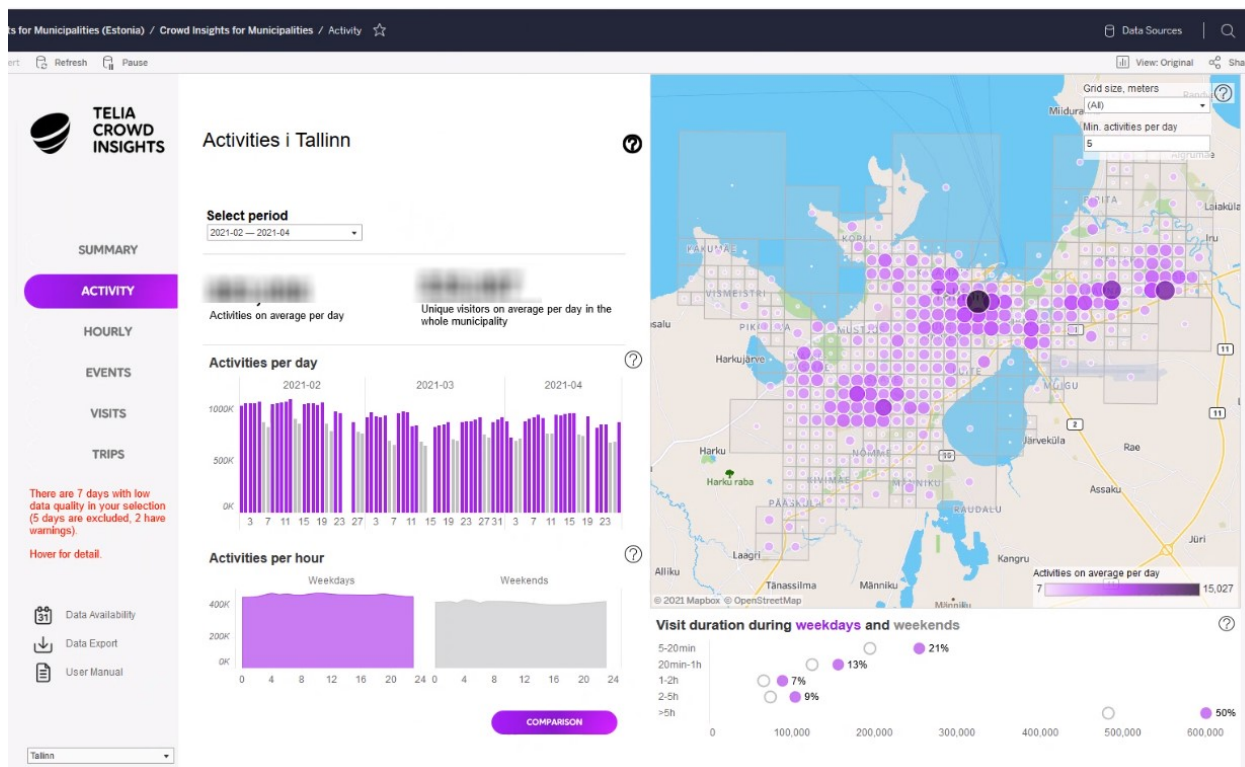 ts for Municipalities (Estonia) / Crowd Insights for Municipalities / Activity
Data Sources
Refresh
Pause
View: Original
Sha
TELIA
CROWD
INSIGHTS
SUMMARY
ACTIVITY
HOURLY
EVENTS
VISITS
TRIPS
There are 7 days with low
data quality in your selection
(5 days are excluded, 2 have
warnings).
Hover for detail.
31
Data Availability
Data Export
User Manual
Tallinn
Activities i Tallinn
Select period
2021-02 — 2021-04
Activities on average per day
Unique visitors on average per day in the
whole municipality
Activities per day
2021-02 2021-03 2021-04
1000K
500K
0K
3 7 11 15 19 23 27 3 7 11 15 19 23 27 31 3 7 11 15 19 23
Activities per hour
Weekdays Weekends
400K
200K
0K
0 4 8 12 16 20 24 0 4 8 12 16 20 24
COMPARISON
Grid size, meters
(All)
Min. activities per day
5
KOPLI
KAKUMÄE
VISMEISTRI
Harkujärve
Laiaküla
Iru
1
11
MÕIGU
2
11
Järveküla
Rae
Harku
NÕMME
Harku raba
Assaku
RAUDALU
Jüri
Laagri
Kangru
Alliku
Tänassilma
Männiku
Männiku
Activities on average per day
7 15,027
© 2021 Mapbox © OpenStreetMap
Visit duration during weekdays and weekends
5-20min 21%
20min-1h 13%
1-2h 7%
2-5h 9%
>5h 50%
0 100,000 200,000 300,000 400,000 500,000 600,000